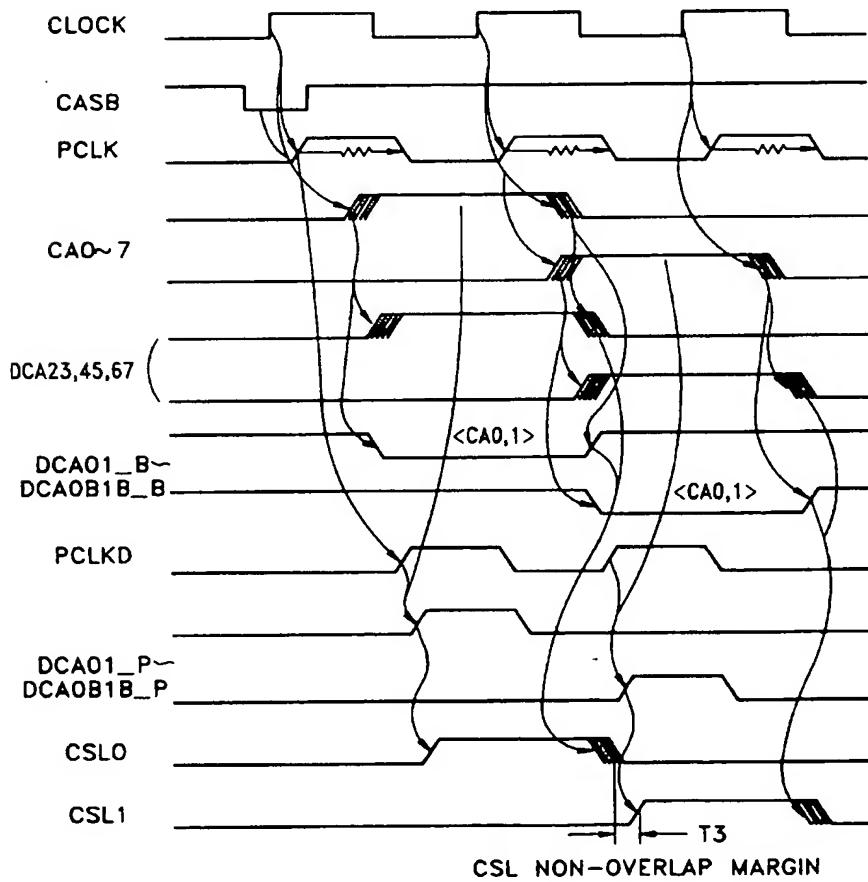 CLOCK
CASB
PCLK
CA0~7
DCA23,45,67
<CA0,1>
DCA01_B~
DCA0B1B_B
<CA0,1>
PCLKD
DCA01_P~
DCA0B1B_P
CSL0
CSL1
T3
CSL NON-OVERLAP MARGIN